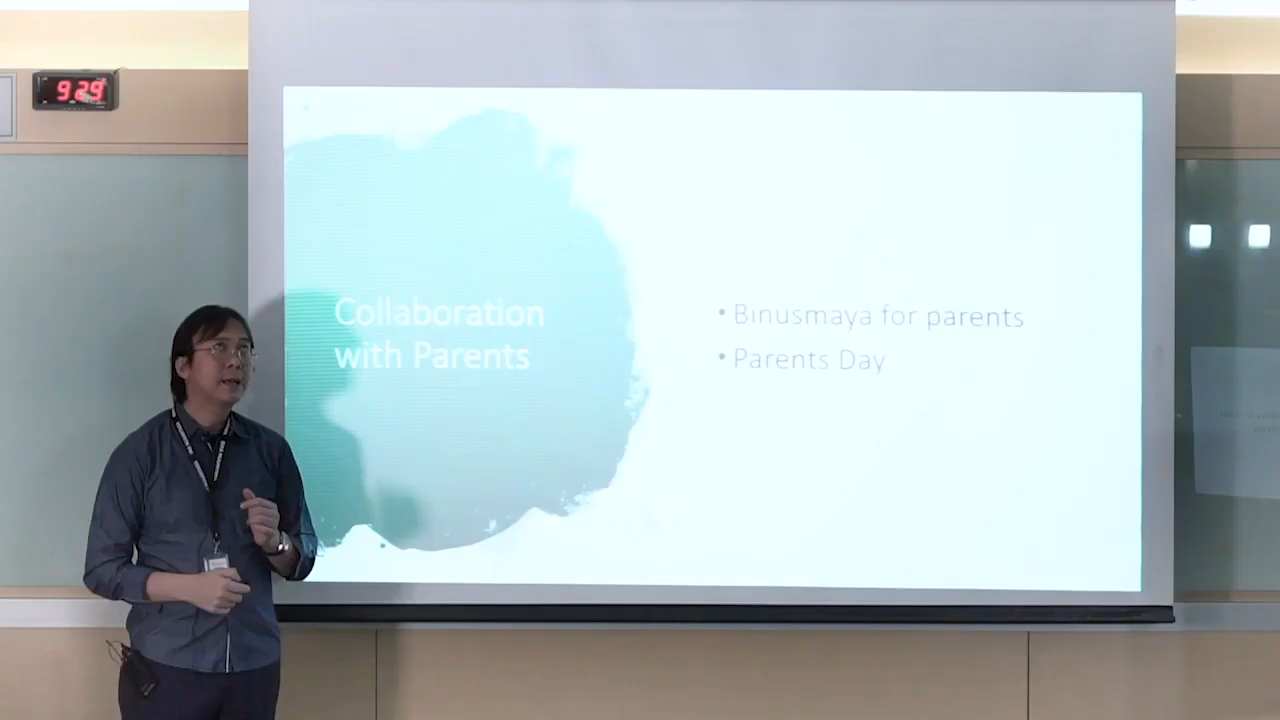 9:29
Collaboration
with Parents
• Binusmaya for parents
• Parents Day